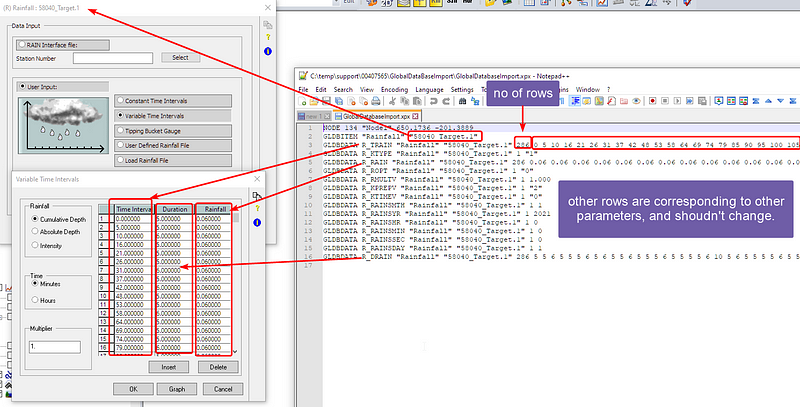 (R) Rainfall : 58040_Target.1
Data Input
RAIN Interface file:
Station Number
Select
User Input:
Constant Time Intervals
Variable Time Intervals
Tipping Bucket Gauge
User Defined Rainfall File
Load Rainfall File
Variable Time Intervals
Rainfall
Cumulative Depth
Absolute Depth
Intensity
Time
Minutes
Hours
Multiplier
1.
Time Interva Duration Rainfall
1 0.000000 5.000000 0.060000
2 5.000000 5.000000 0.060000
3 10.000000 6.000000 0.060000
4 16.000000 5.000000 0.060000
5 21.000000 5.000000 0.060000
6 26.000000 5.000000 0.060000
7 31.000000 6.000000 0.060000
8 37.000000 5.000000 0.060000
9 42.000000 6.000000 0.060000
10 48.000000 5.000000 0.060000
11 53.000000 5.000000 0.060000
12 58.000000 6.000000 0.060000
13 64.000000 5.000000 0.060000
14 69.000000 5.000000 0.060000
15 74.000000 5.000000 0.060000
16 79.000000 6.000000 0.060000
Insert Delete
OK Graph Cancel
no of rows
C:\temp\support\00407565\GlobalDataBaseImport\GlobalDatabaseImport.xpx - Notepad++
File Edit Search View Encoding Language Settings
new 1 GlobalDatabaseImport.xpx
1 NODE 134 "Node1" 650.1736 -201.3889
2 GLDBITEM "Rainfall" "58040_Target.1"
3 GLDBDATA R_TRAIN "Rainfall" "58040_Target.1" 286 0 5 10 16 21 26 31 37 42 48 53 58 64 69 74 79 85 90 95 100 105
4 GLDBDATA R_KTYPE "Rainfall" "58040_Target.1" 1 "1"
5 GLDBDATA R_RAIN "Rainfall" "58040_Target.1" 286 0.06 0.06 0.06 0.06 0.06 0.06 0.06 0.06 0.06 0.06 0.06 0.06
6 GLDBDATA R_ROPT "Rainfall" "58040_Target.1" 1 "0"
7 GLDBDATA R_RMULTV "Rainfall" "58040_Target.1" 1 1.000
8 GLDBDATA R_KPREPV "Rainfall" "58040_Target.1" 1 "2"
9 GLDBDATA R_KTIMEV "Rainfall" "58040_Target.1" 1 "0"
10 GLDBDATA R_RAINSMTH "Rainfall" "58040_Target.1" 1 1
11 GLDBDATA R_RAINSYR "Rainfall" "58040_Target.1" 1 2021
12 GLDBDATA R_RAINSHR "Rainfall" "58040_Target.1" 1 0
13 GLDBDATA R_RAINSMIN "Rainfall" "58040_Target.1" 1 0
14 GLDBDATA R_RAINSSEC "Rainfall" "58040_Target.1" 1 0
15 GLDBDATA R_RAINSDAY "Rainfall" "58040_Target.1" 1 1
16 GLDBDATA R_DRAIN "Rainfall" "58040_Target.1" 286 5 5 6 5 5 5 6 5 6 5 5 6 5 5 5 6 5 5 5 5
17
other rows are corresponding to other
parameters, and shoudn't change.